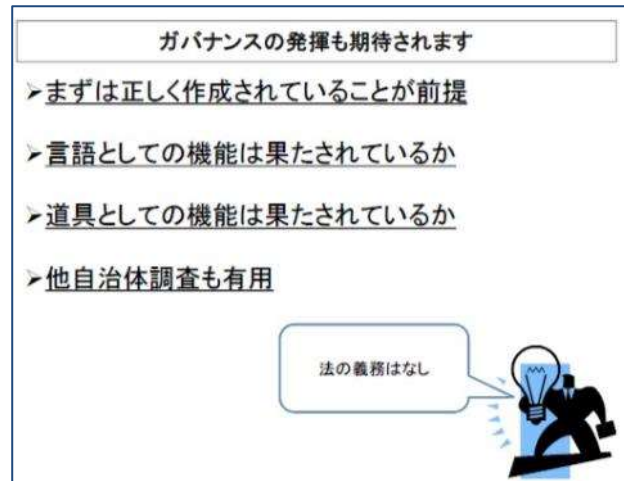 ガバナンスの発揮も期待されます
➢まずは正しく作成されていることが前提
➢言語としての機能は果たされているか
➢道具としての機能は果たされているか
➢他自治体調査も有用
法の義務はなし